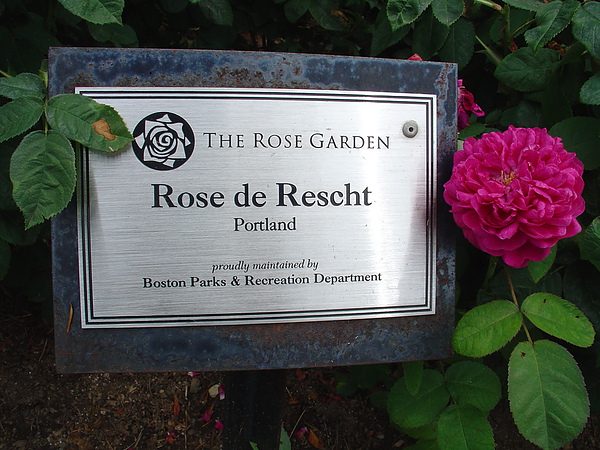 THE ROSE GARDEN
Rose de Rescht
Portland
proudly maintained by
Boston Parks & Recreation Department